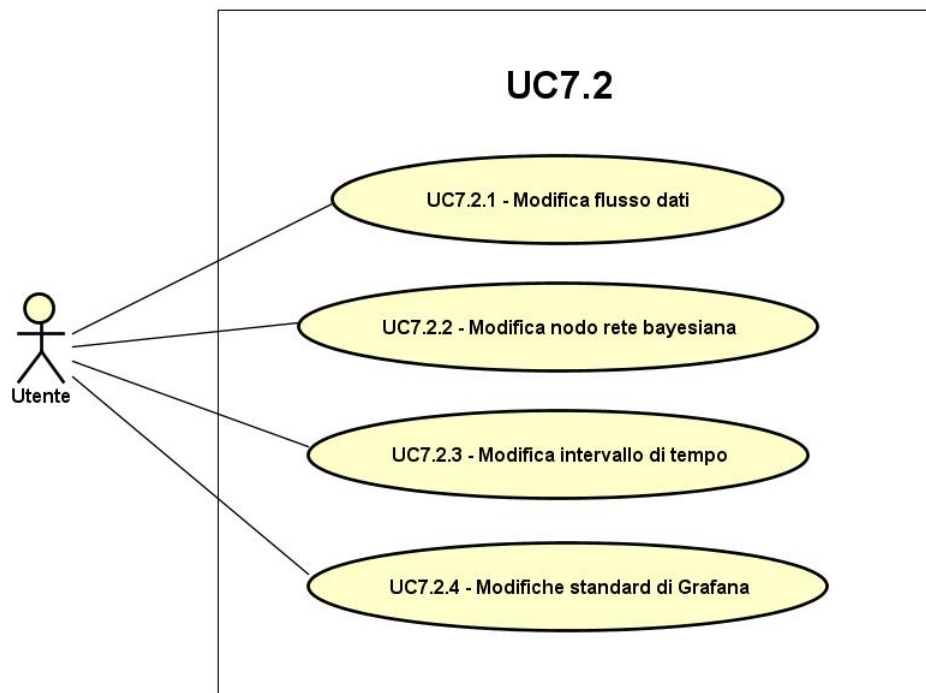 UC7.2
UC7.2.1 - Modifica flusso dati
UC7.2.2 - Modifica nodo rete bayesiana
Utente
UC7.2.3 - Modifica intervallo di tempo
UC7.2.4 - Modifiche standard di Grafana